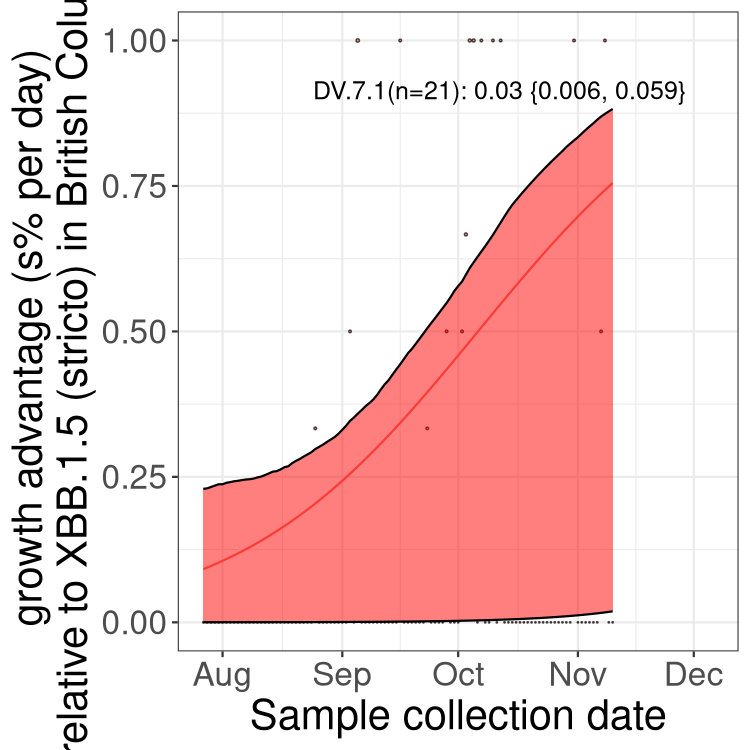 growth advantage (s% per day)
relative to XBB.1.5 (stricto) in British Colu
1.00
0.75
0.50
0.25
0.00
DV.7.1(n=21): 0.03 {0.006, 0.059}
Aug Sep Oct Nov Dec
Sample collection date